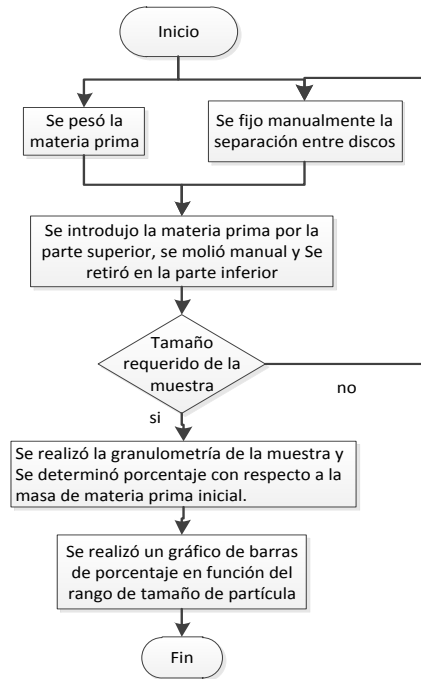 Inicio
Se pesó la
materia prima
Se fijo manualmente la
separación entre discos
Se introdujo la materia prima por la
parte superior, se molió manual y Se
retiró en la parte inferior
Tamaño
requerido de la
muestra
no
si
Se realizó la granulometría de la muestra y
Se determinó porcentaje con respecto a la
masa de materia prima inicial.
Se realizó un gráfico de barras
de porcentaje en función del
rango de tamaño de partícula
Fin